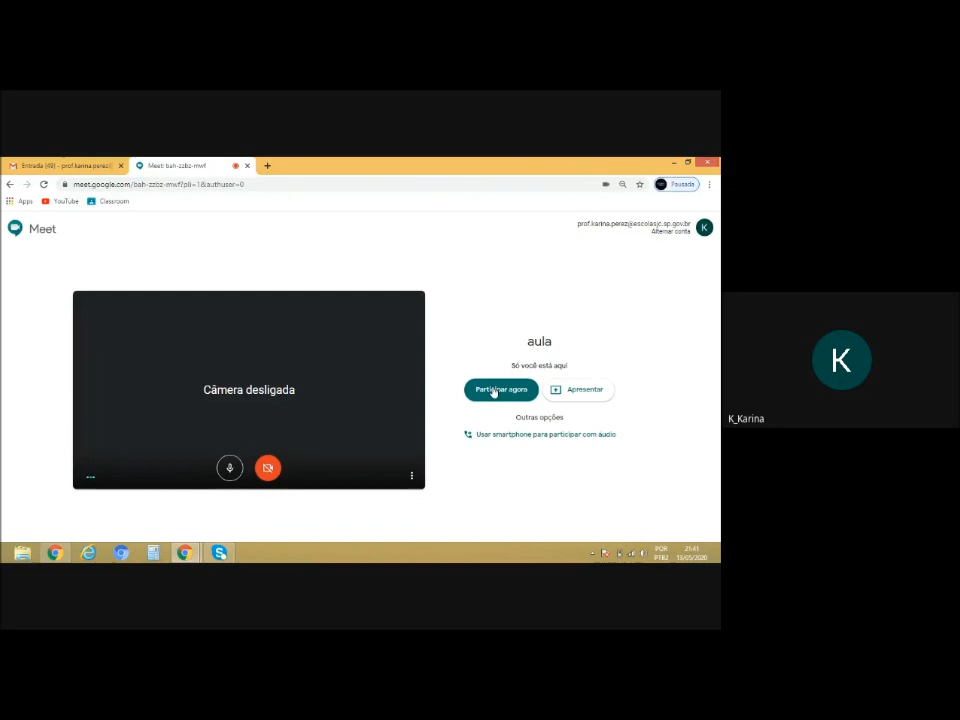 Entrada (49) - prof.karina.perez@
Meet: bah-zzbz-mwf
meet.google.com/bah-zzbz-mwf?pli=1&authuser=0
Pausada
Apps
YouTube
Classroom
Meet
prof.karina.perez@escolasjc.sp.gov.br
Alternar conta
K
Câmera desligada
aula
Só você está aqui
Participar agora
Apresentar
Outras opções
Usar smartphone para participar com áudio
K
K_Karina
POR
PTB2
21:41
13/05/2020